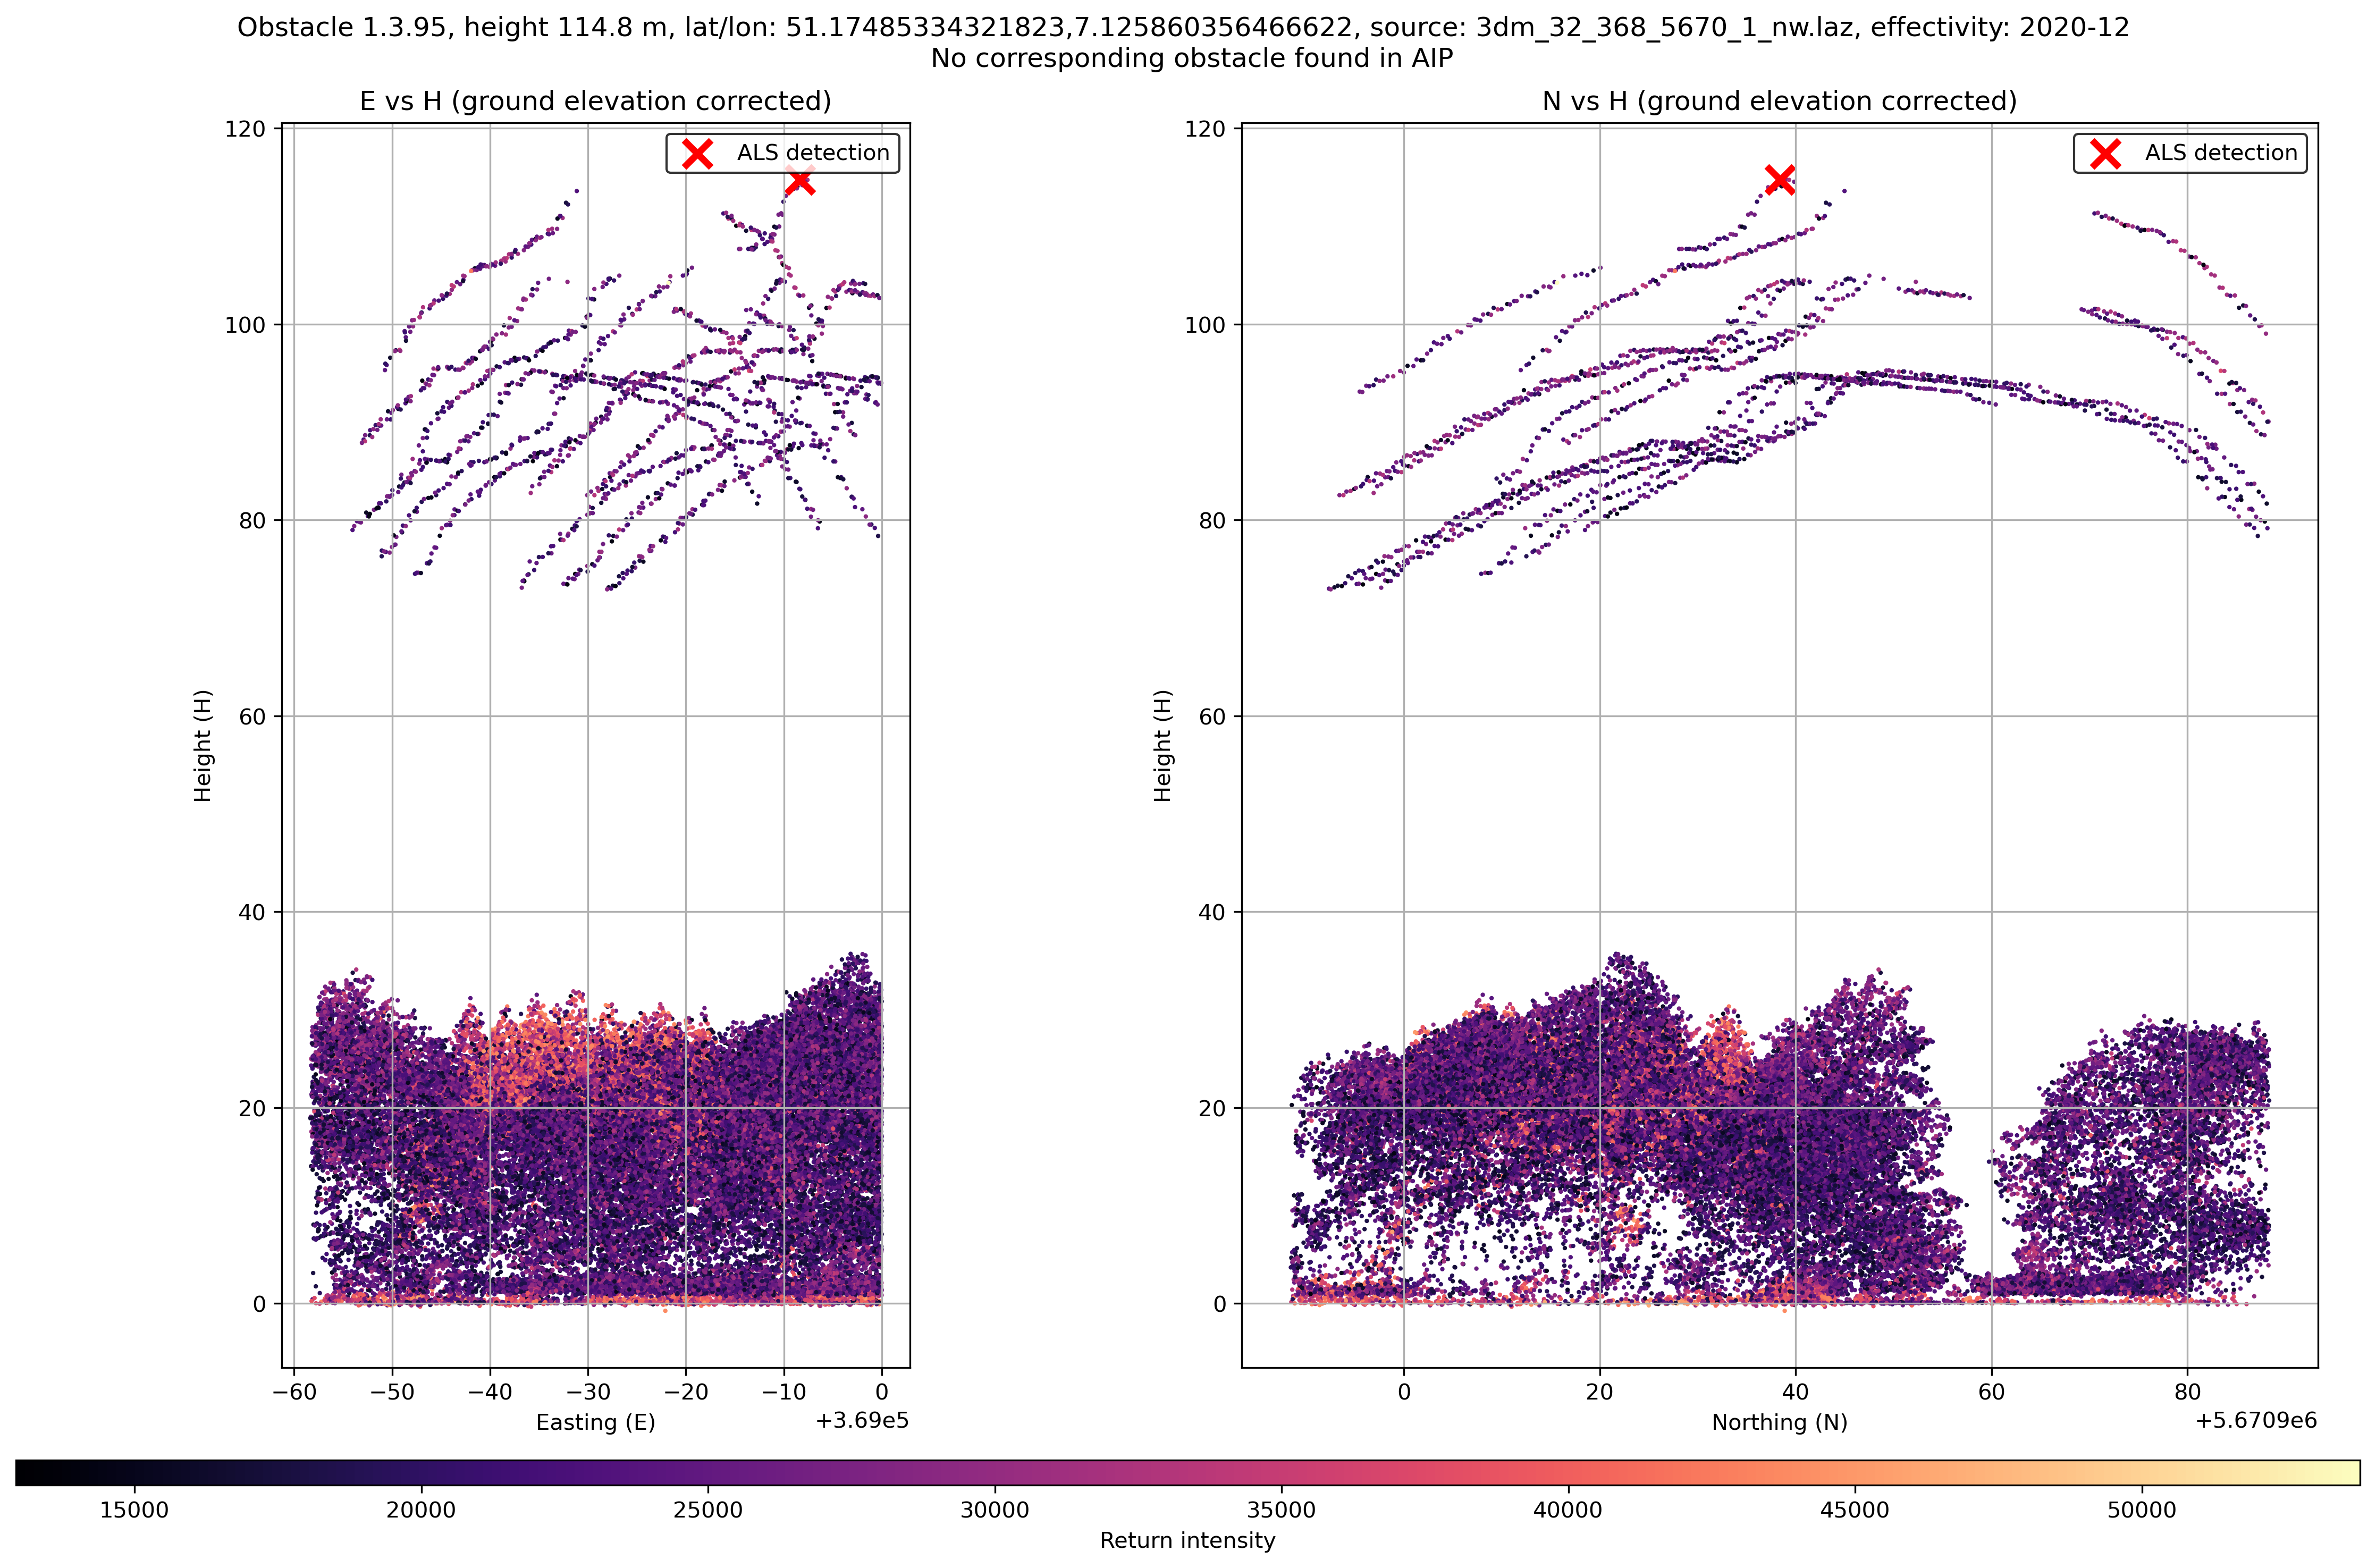 Obstacle 1.3.95, height 114.8 m, lat/lon: 51.17485334321823,7.125860356466622, source: 3dm_32_368_5670_1_nw.laz, effectivity: 2020-12
No corresponding obstacle found in AIP
E vs H (ground elevation corrected)
ALS detection
120
100
80
60
40
20
0
Height (H)
−60 −50 −40 −30 −20 −10 0
Easting (E)
+3.69e5
N vs H (ground elevation corrected)
ALS detection
120
100
80
60
40
20
0
Height (H)
0 20 40 60 80
Northing (N)
+5.6709e6
15000 20000 25000 30000 35000 40000 45000 50000
Return intensity